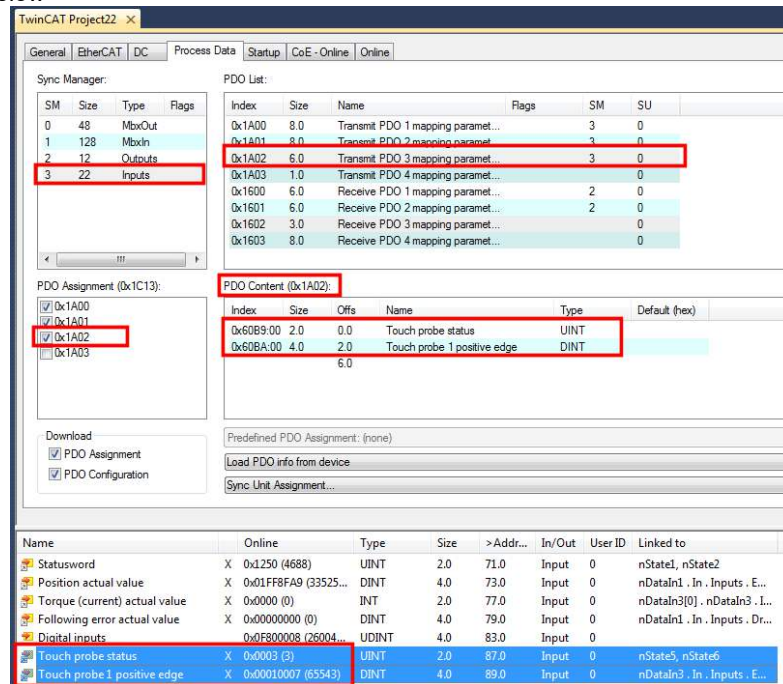 TwinCAT Project22 ×
General EtherCAT DC Process Data Startup CoE - Online Online
Sync Manager: PDO List:
SM Size Type Flags Index Size Name Flags SM SU
0 48 MbxOut 0x1A00 8.0 Transmit PDO 1 mapping paramet... 3 0
1 128 MbxIn 0x1A01 8.0 Transmit PDO 2 mapping paramet... 3 0
2 12 Outputs 0x1A02 6.0 Transmit PDO 3 mapping paramet... 3 0
3 22 Inputs 0x1A03 1.0 Transmit PDO 4 mapping paramet... 0
0x1600 6.0 Receive PDO 1 mapping paramet... 2 0
0x1601 6.0 Receive PDO 2 mapping paramet... 2 0
0x1602 3.0 Receive PDO 3 mapping paramet... 0
0x1603 8.0 Receive PDO 4 mapping paramet... 0
PDO Assignment (0x1C13): PDO Content (0x1A02):
0x1A00 Index Size Offs Name Type Default (hex)
0x1A01 0x60B9:00 2.0 0.0 Touch probe status UINT
0x1A02 0x60BA:00 4.0 2.0 Touch probe 1 positive edge DINT
0x1A03 6.0
Download Predefined PDO Assignment: (none)
PDO Assignment Load PDO info from device
PDO Configuration Sync Unit Assignment...
Name Online Type Size >Addr... In/Out User ID Linked to
Statusword X 0x1250 (4688) UINT 2.0 71.0 Input 0 nState1, nState2
Position actual value X 0x01FF8FA9 (33525... DINT 4.0 73.0 Input 0 nDataIn1 . In . Inputs . E...
Torque (current) actual value X 0x0000 (0) INT 2.0 77.0 Input 0 nDataIn3[0] . nDataIn3 . I...
Following error actual value X 0x00000000 (0) DINT 4.0 79.0 Input 0 nDataIn1 . In . Inputs . Dr...
Digital inputs 0x0F800008 (26004... UDINT 4.0 83.0 Input 0
Touch probe status X 0x0003 (3) UINT 2.0 87.0 Input 0 nState5, nState6
Touch probe 1 positive edge X 0x00010007 (65543) DINT 4.0 89.0 Input 0 nDataIn3 . In . Inputs . E...